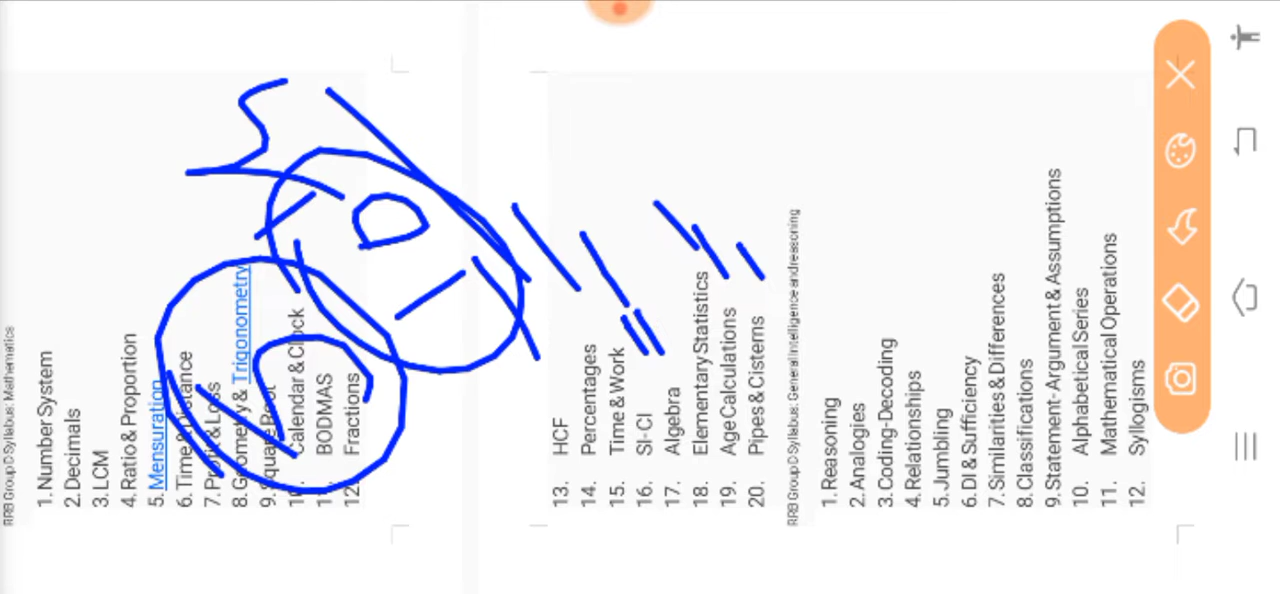 RRB Group D Syllabus: Mathematics
1. Number System
2. Decimals
3. LCM
4. Ratio & Proportion
5. Mensuration
6. Time & Distance
7. Profit & Loss
8. Geometry & Trigonometry
9. Square Root
10. Calendar & Clock
11. BODMAS
12. Fractions
13. HCF
14. Percentages
15. Time & Work
16. SI-CI
17. Algebra
18. Elementary Statistics
19. Age Calculations
20. Pipes & Cisterns
RRB Group D Syllabus: General intelligence and reasoning
1. Reasoning
2. Analogies
3. Coding-Decoding
4. Relationships
5. Jumbling
6. DI & Sufficiency
7. Similarities & Differences
8. Classifications
9. Statement- Argument & Assumptions
10. Alphabetical Series
11. Mathematical Operations
12. Syllogisms